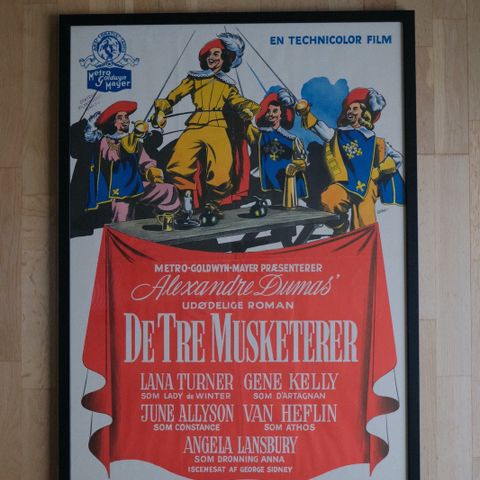 EN TECHNICOLOR FILM
Metro
Goldwyn
Mayer
METRO-GOLDWYN-MAYER PRÆSENTERER
Alexandre Dumas'
UDØDELIGE ROMAN
DE TRE MUSKETERER
LANA TURNER GENE KELLY
SOM LADY de WINTER SOM D'ARTAGNAN
JUNE ALLYSON VAN HEFLIN
SOM CONSTANCE SOM ATHOS
ANGELA LANSBURY
SOM DRONNING ANNA
ISCENESAT AF GEORGE SIDNEY